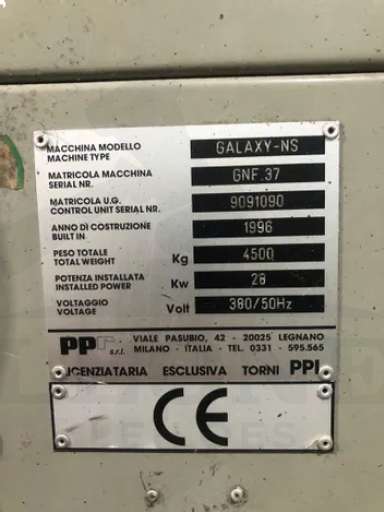 MACCHINA MODELLO
MACHINE TYPE
GALAXY-NS
MATRICOLA MACCHINA
SERIAL NR.
GNF.37
MATRICOLA U.G.
CONTROL UNIT SERIAL NR.
9091090
ANNO DI COSTRUZIONE
BUILT IN
1996
PESO TOTALE
TOTAL WEIGHT
Kg 4500
POTENZA INSTALLATA
INSTALLED POWER
Kw 28
VOLTAGGIO
VOLTAGE
Volt 380/50Hz
s.r.l.
VIALE PASUBIO, 42 - 20025 LEGNANO
MILANO - ITALIA - TEL. 0331 - 595.565
LICENZIATARIA ESCLUSIVA TORNI PPL
CE